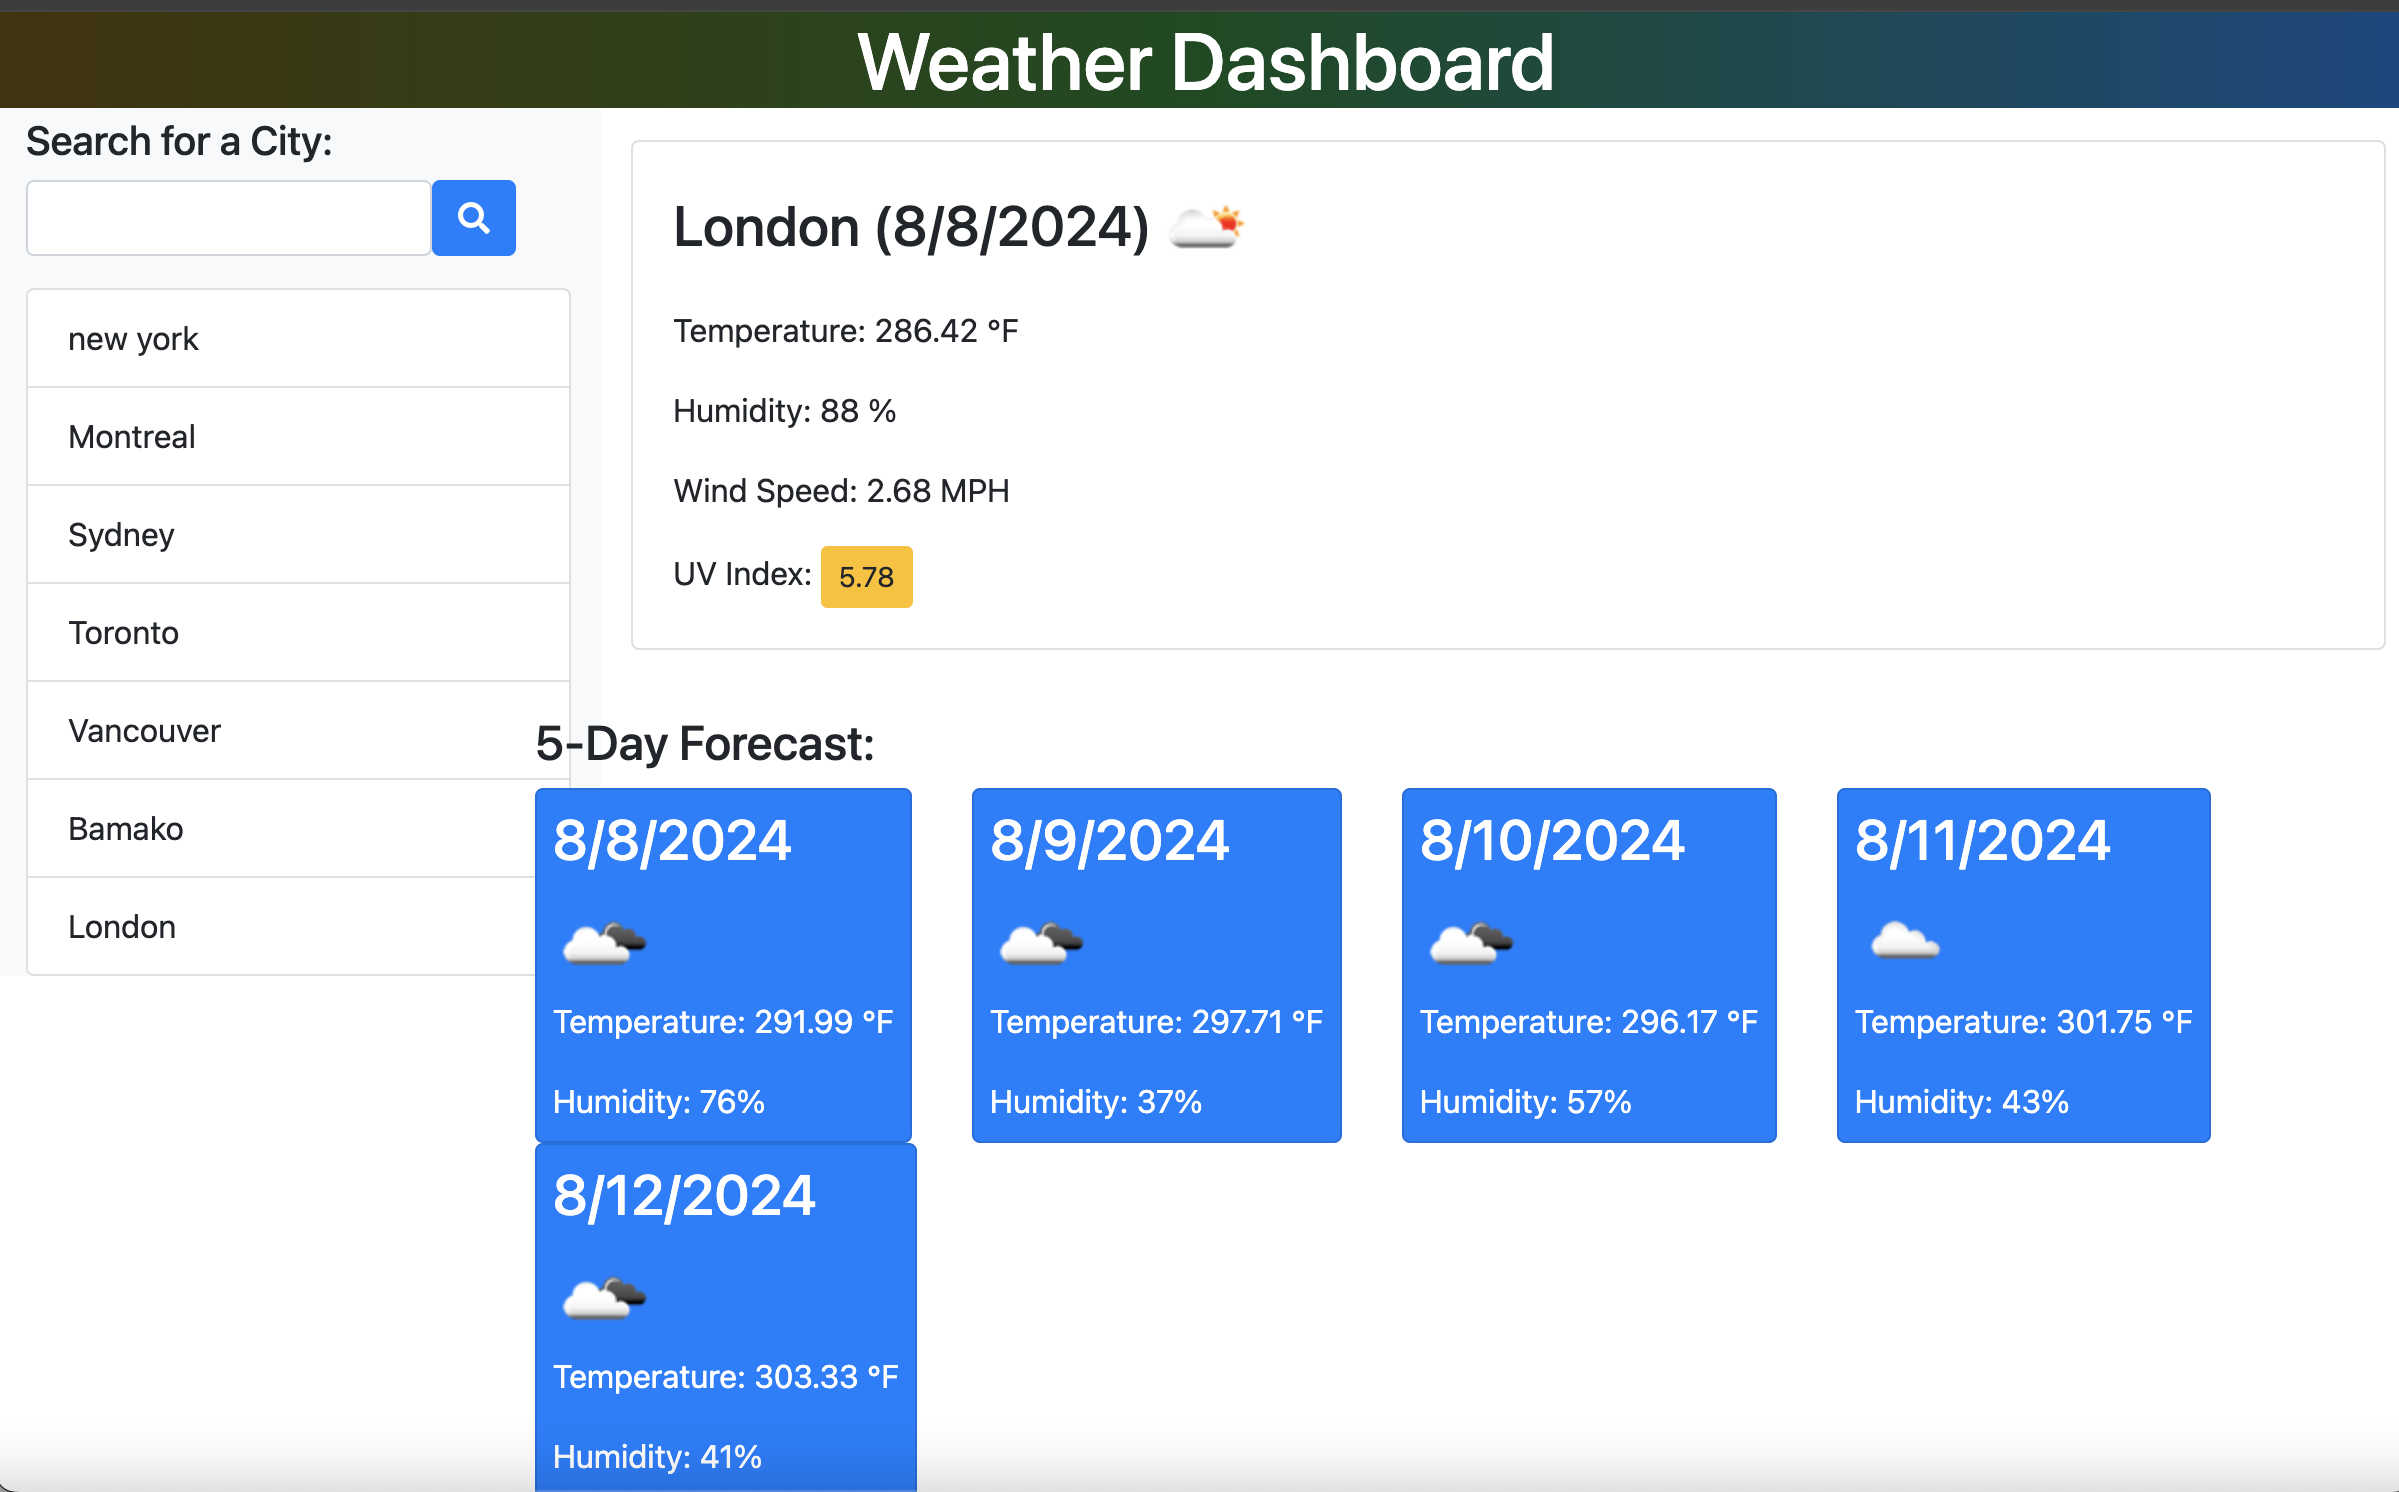 Weather Dashboard
Search for a City:
new york
Montreal
Sydney
Toronto
Vancouver
Bamako
London
London (8/8/2024)
Temperature: 286.42 °F
Humidity: 88 %
Wind Speed: 2.68 MPH
UV Index: 5.78
5-Day Forecast:
8/8/2024
Temperature: 291.99 °F
Humidity: 76%
8/9/2024
Temperature: 297.71 °F
Humidity: 37%
8/10/2024
Temperature: 296.17 °F
Humidity: 57%
8/11/2024
Temperature: 301.75 °F
Humidity: 43%
8/12/2024
Temperature: 303.33 °F
Humidity: 41%